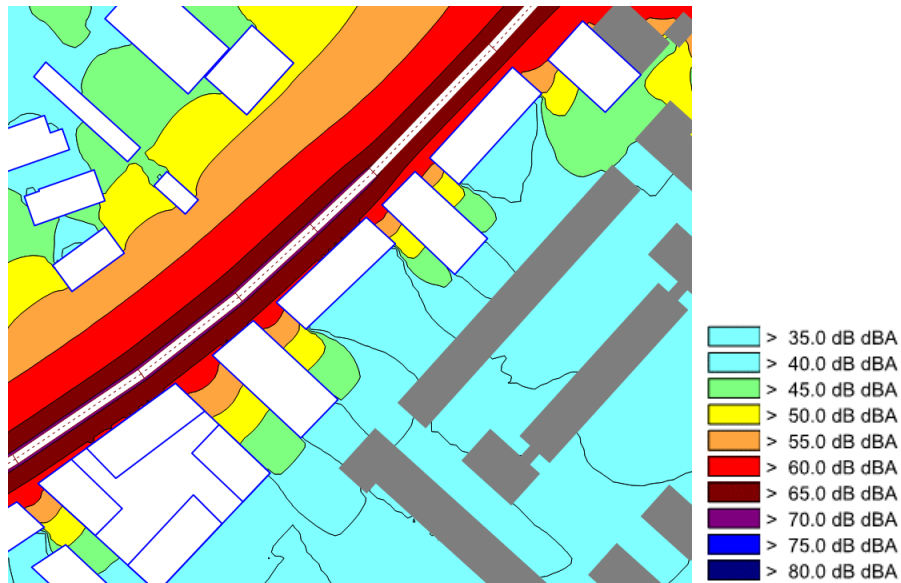 > 35.0 dB dBA
> 40.0 dB dBA
> 45.0 dB dBA
> 50.0 dB dBA
> 55.0 dB dBA
> 60.0 dB dBA
> 65.0 dB dBA
> 70.0 dB dBA
> 75.0 dB dBA
> 80.0 dB dBA